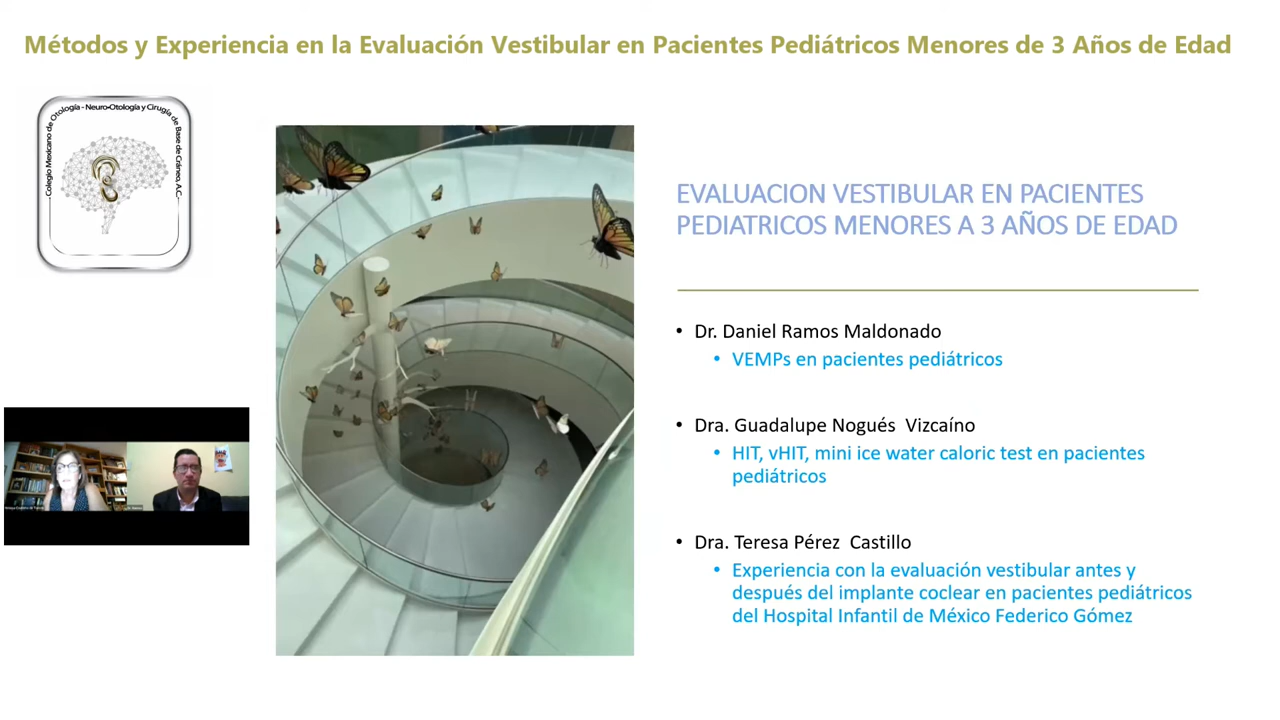 Métodos y Experiencia en la Evaluación Vestibular en Pacientes Pediátricos Menores de 3 Años de Edad
Colegio Mexicano de Otología - Neuro-Otología y Cirugía de Base de Cráneo, A.C.
EVALUACION VESTIBULAR EN PACIENTES
PEDIATRICOS MENORES A 3 AÑOS DE EDAD
• Dr. Daniel Ramos Maldonado
• VEMPs en pacientes pediátricos
• Dra. Guadalupe Nogués Vizcaíno
• HIT, vHIT, mini ice water caloric test en pacientes
pediátricos
• Dra. Teresa Pérez Castillo
• Experiencia con la evaluación vestibular antes y
después del implante coclear en pacientes pediátricos
del Hospital Infantil de México Federico Gómez